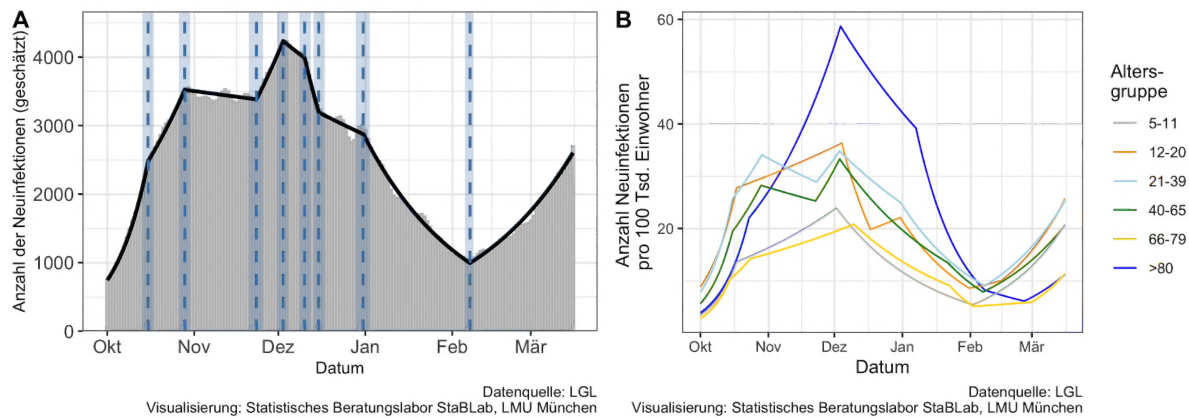 A
Anzahl der Neuinfektionen (geschätzt)
4000
3000
2000
1000
0
Okt
Nov
Dez
Jan
Feb
Mär
Datum
Datenquelle: LGL
Visualisierung: Statistisches Beratungslabor StaBLab, LMU München
B
Anzahl Neuinfektionen
pro 100 Tsd. Einwohner
60
40
20
Okt
Nov
Dez
Jan
Feb
Mär
Datum
Alters-
gruppe
5-11
12-20
21-39
40-65
66-79
>80
Datenquelle: LGL
Visualisierung: Statistisches Beratungslabor StaBLab, LMU München